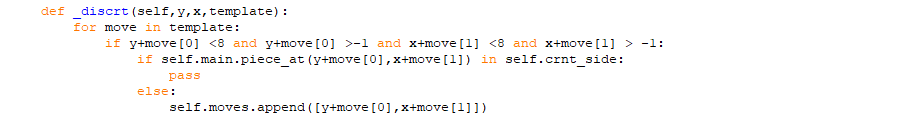 def _discrt(self,y,x,template):
for move in template:
if y+move[0] <8 and y+move[0] >-1 and x+move[1] <8 and x+move[1] > -1:
if self.main.piece_at(y+move[0],x+move[1]) in self.crnt_side:
pass
else:
self.moves.append([y+move[0],x+move[1]])